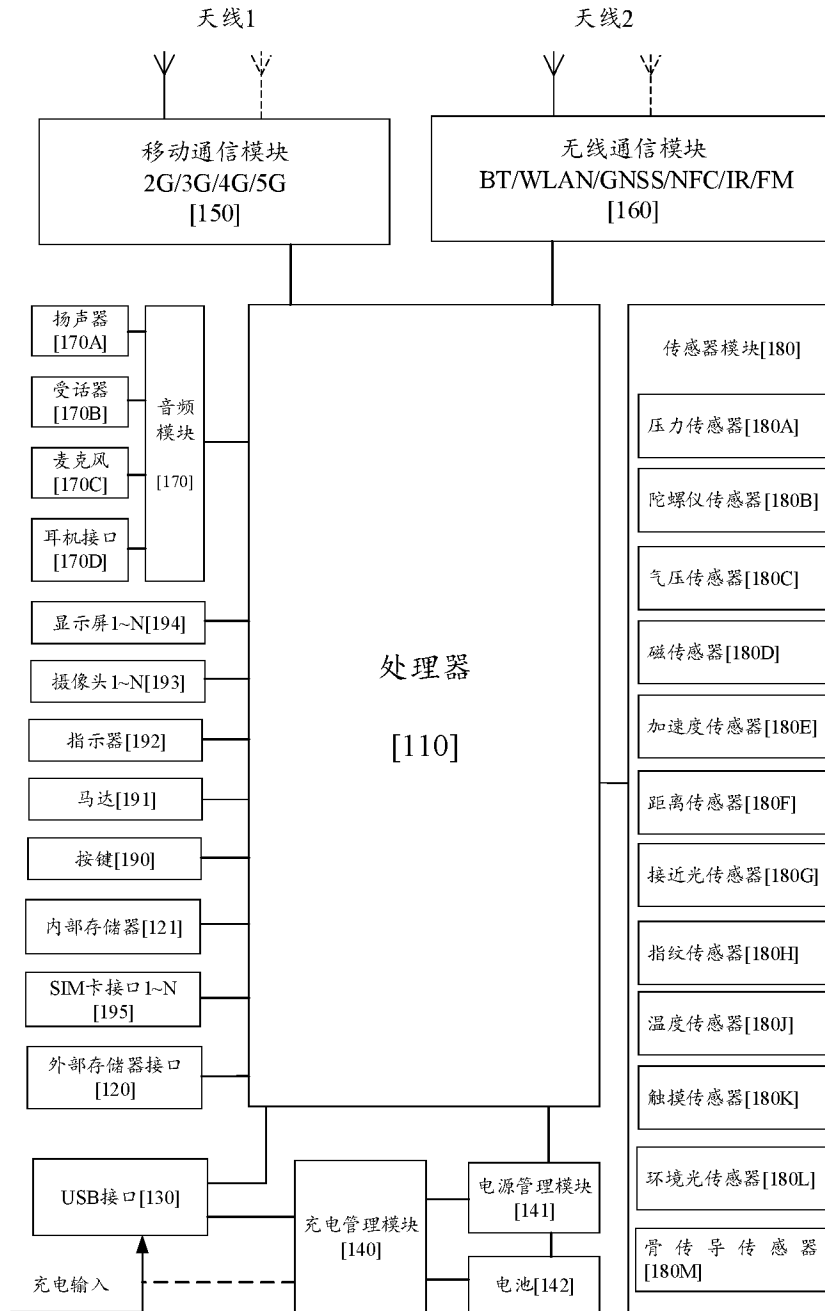 天线1
天线2
移动通信模块
2G/3G/4G/5G
[150]
无线通信模块
BT/WLAN/GNSS/NFC/IR/FM
[160]
扬声器
[170A]
受话器
[170B]
麦克风
[170C]
耳机接口
[170D]
音频
模块
[170]
显示屏1~N[194]
摄像头1~N[193]
指示器[192]
马达[191]
按键[190]
内部存储器[121]
SIM卡接口1~N
[195]
外部存储器接口
[120]
处理器
[110]
传感器模块[180]
压力传感器[180A]
陀螺仪传感器[180B]
气压传感器[180C]
磁传感器[180D]
加速度传感器[180E]
距离传感器[180F]
接近光传感器[180G]
指纹传感器[180H]
温度传感器[180J]
触摸传感器[180K]
环境光传感器[180L]
骨传导传感器
[180M]
USB接口[130]
充电管理模块
[140]
电源管理模块
[141]
电池[142]
充电输入